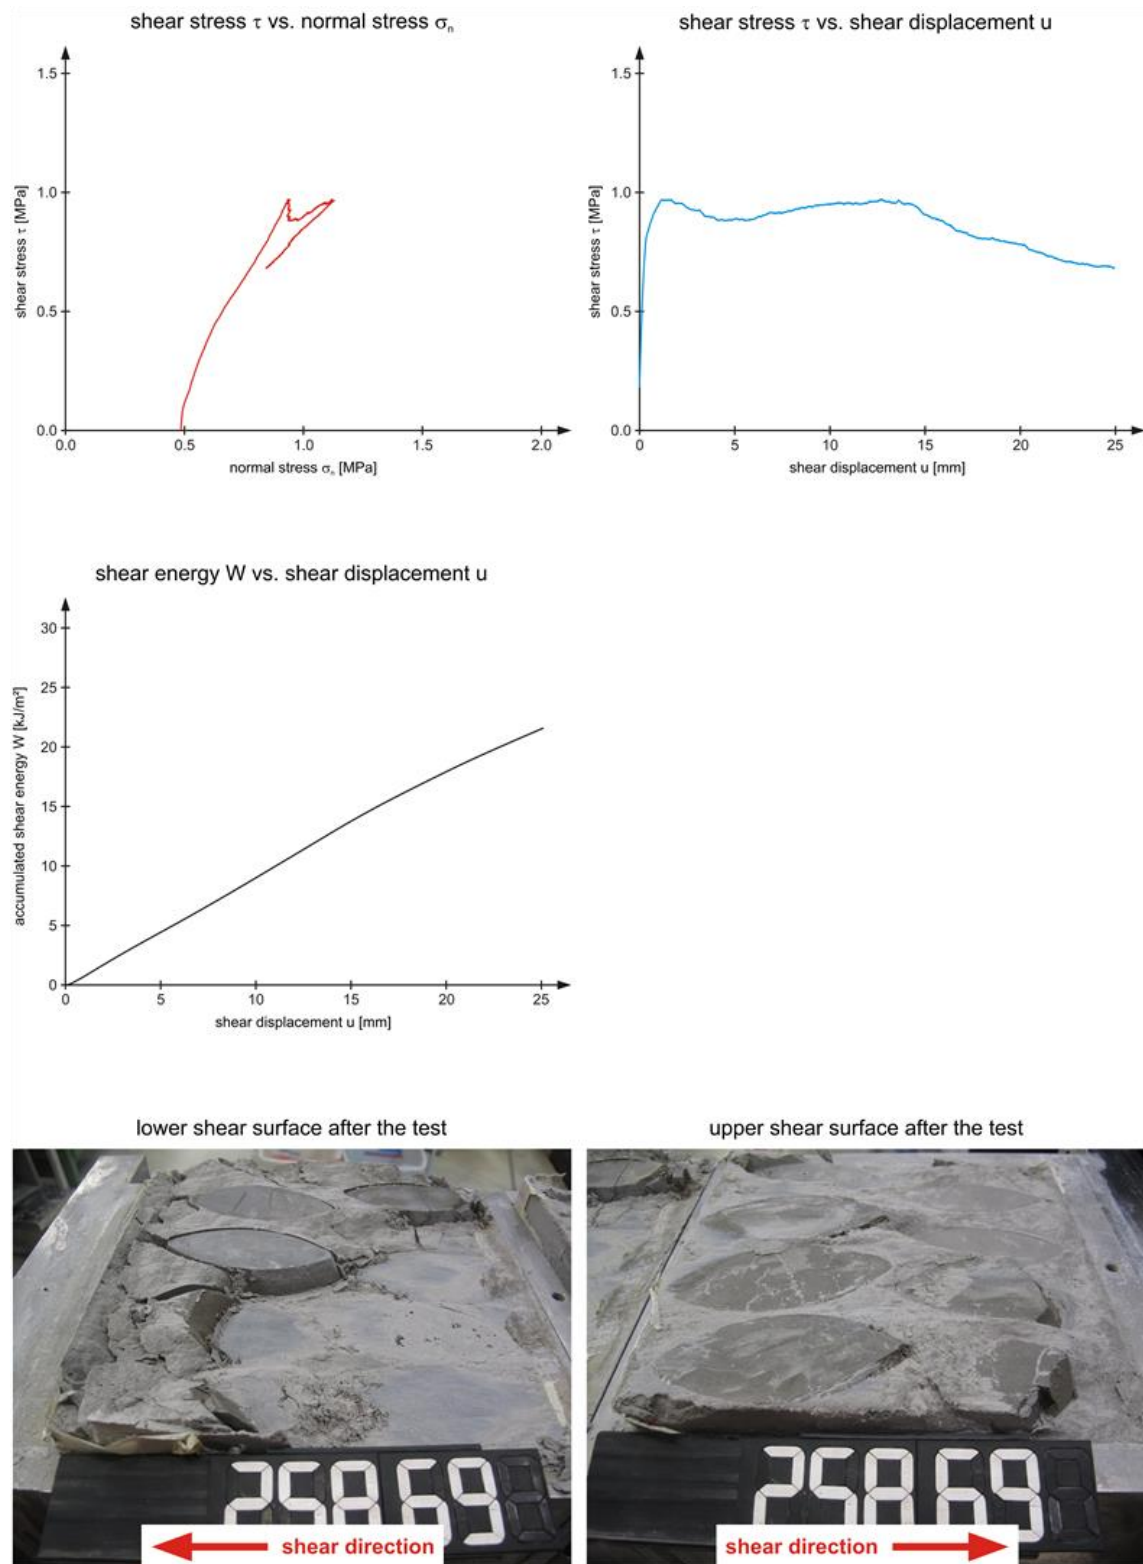 shear stress τ vs. normal stress σn
shear stress τ vs. shear displacement u
1.5
1.0
0.5
0.0
shear stress τ [MPa]
0.0 0.5 1.0 1.5 2.0
normal stress σn [MPa]
1.5
1.0
0.5
0.0
shear stress τ [MPa]
0 5 10 15 20 25
shear displacement u [mm]
shear energy W vs. shear displacement u
30
25
20
15
10
5
0
accumulated shear energy W [kJ/m²]
0 5 10 15 20 25
shear displacement u [mm]
lower shear surface after the test
upper shear surface after the test
25869
shear direction
25869
shear direction